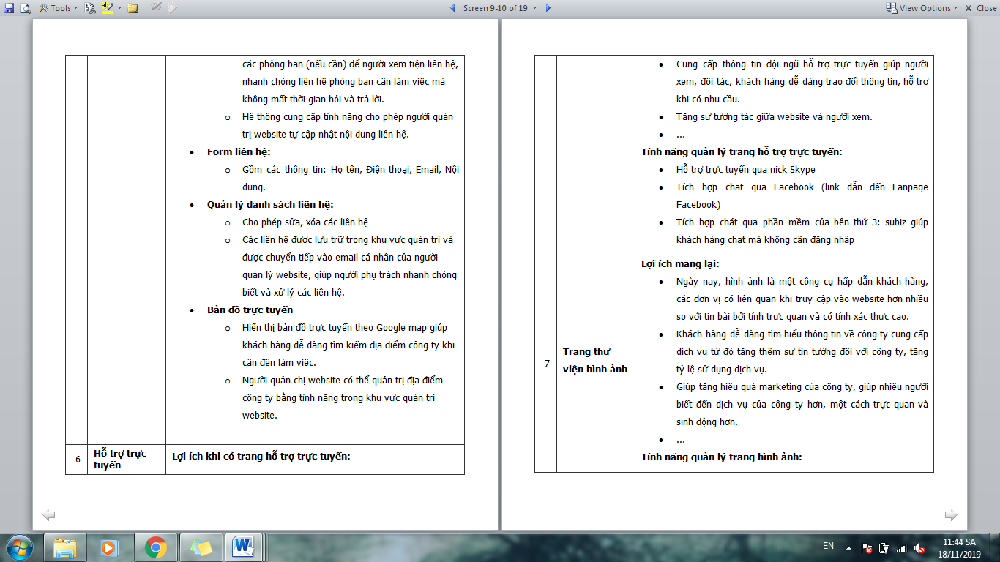 Tools
Screen 9-10 of 19
View Options
Close
các phòng ban (nếu cần) để người xem tiện liên hệ,
nhanh chóng liên hệ phòng ban cần làm việc mà
không mất thời gian hỏi và trả lời.
o Hệ thống cung cấp tính năng cho phép người quản
trị website tự cập nhật nội dung liên hệ.
• Form liên hệ:
o Gồm các thông tin: Họ tên, Điện thoại, Email, Nội
dung.
• Quản lý danh sách liên hệ:
o Cho phép sửa, xóa các liên hệ
o Các liên hệ được lưu trữ trong khu vực quản trị và
được chuyển tiếp vào email cá nhân của người
quản lý website, giúp người phụ trách nhanh chóng
biết và xử lý các liên hệ.
• Bản đồ trực tuyến
o Hiển thị bản đồ trực tuyến theo Google map giúp
khách hàng dễ dàng tìm kiếm địa điểm công ty khi
cần đến làm việc.
o Người quản chị website có thể quản trị địa điểm
công ty bằng tính năng trong khu vực quản trị
website.
6
Hỗ trợ trực
tuyến
Lợi ích khi có trang hỗ trợ trực tuyến:
• Cung cấp thông tin đội ngũ hỗ trợ trực tuyến giúp người
xem, đối tác, khách hàng dễ dàng trao đổi thông tin, hỗ trợ
khi có nhu cầu.
• Tăng sự tương tác giữa website và người xem.
• ...
Tính năng quản lý trang hỗ trợ trực tuyến:
• Hỗ trợ trực tuyến qua nick Skype
• Tích hợp chat qua Facebook (link dẫn đến Fanpage
Facebook)
• Tích hợp chát qua phần mềm của bên thứ 3: subiz giúp
khách hàng chat mà không cần đăng nhập
7
Trang thư
viện hình ảnh
Lợi ích mang lại:
• Ngày nay, hình ảnh là một công cụ hấp dẫn khách hàng,
các đơn vị có liên quan khi truy cập vào website hơn nhiều
so với tin bài bởi tính trực quan và có tính xác thực cao.
• Khách hàng dễ dàng tìm hiểu thông tin về công ty cung cấp
dịch vụ từ đó tăng thêm sự tin tưởng đối với công ty, tăng
tỷ lệ sử dụng dịch vụ.
• Giúp tăng hiệu quả marketing của công ty, giúp nhiều người
biết đến dịch vụ của công ty hơn, một cách trực quan và
sinh động hơn.
• ...
Tính năng quản lý trang hình ảnh:
EN
11:44 SA
18/11/2019